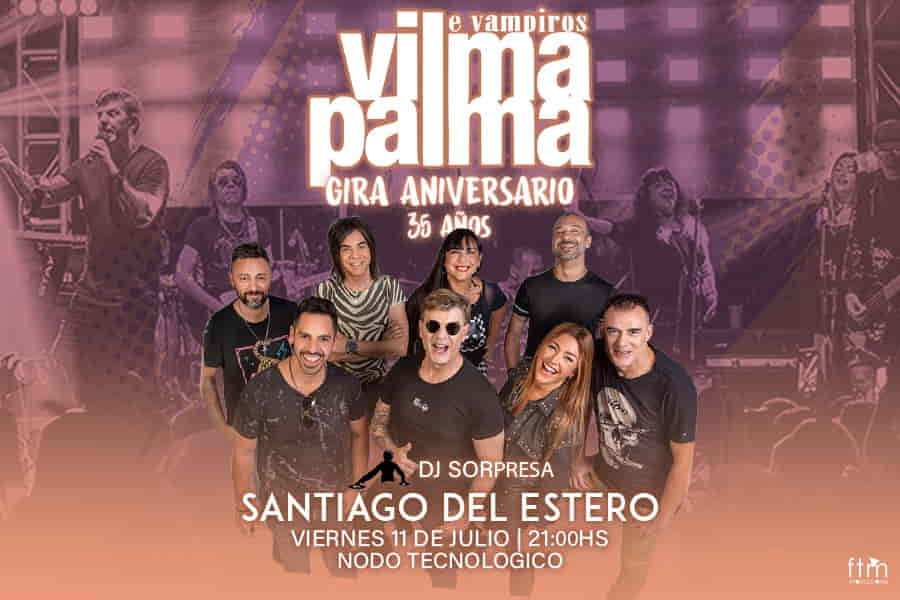 e vampiros
vilma
palma
GIRA ANIVERSARIO
35 AÑOS
DJ SORPRESA
SANTIAGO DEL ESTERO
VIERNES 11 DE JULIO | 21:00HS
NODO TECNOLOGICO
ftm